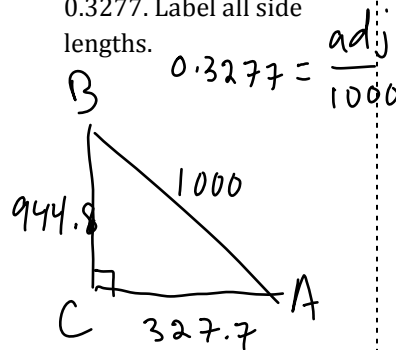 0.3277. Label all side
lengths.
0.3277 = adj/1000
B
1000
944.8
C
A
327.7